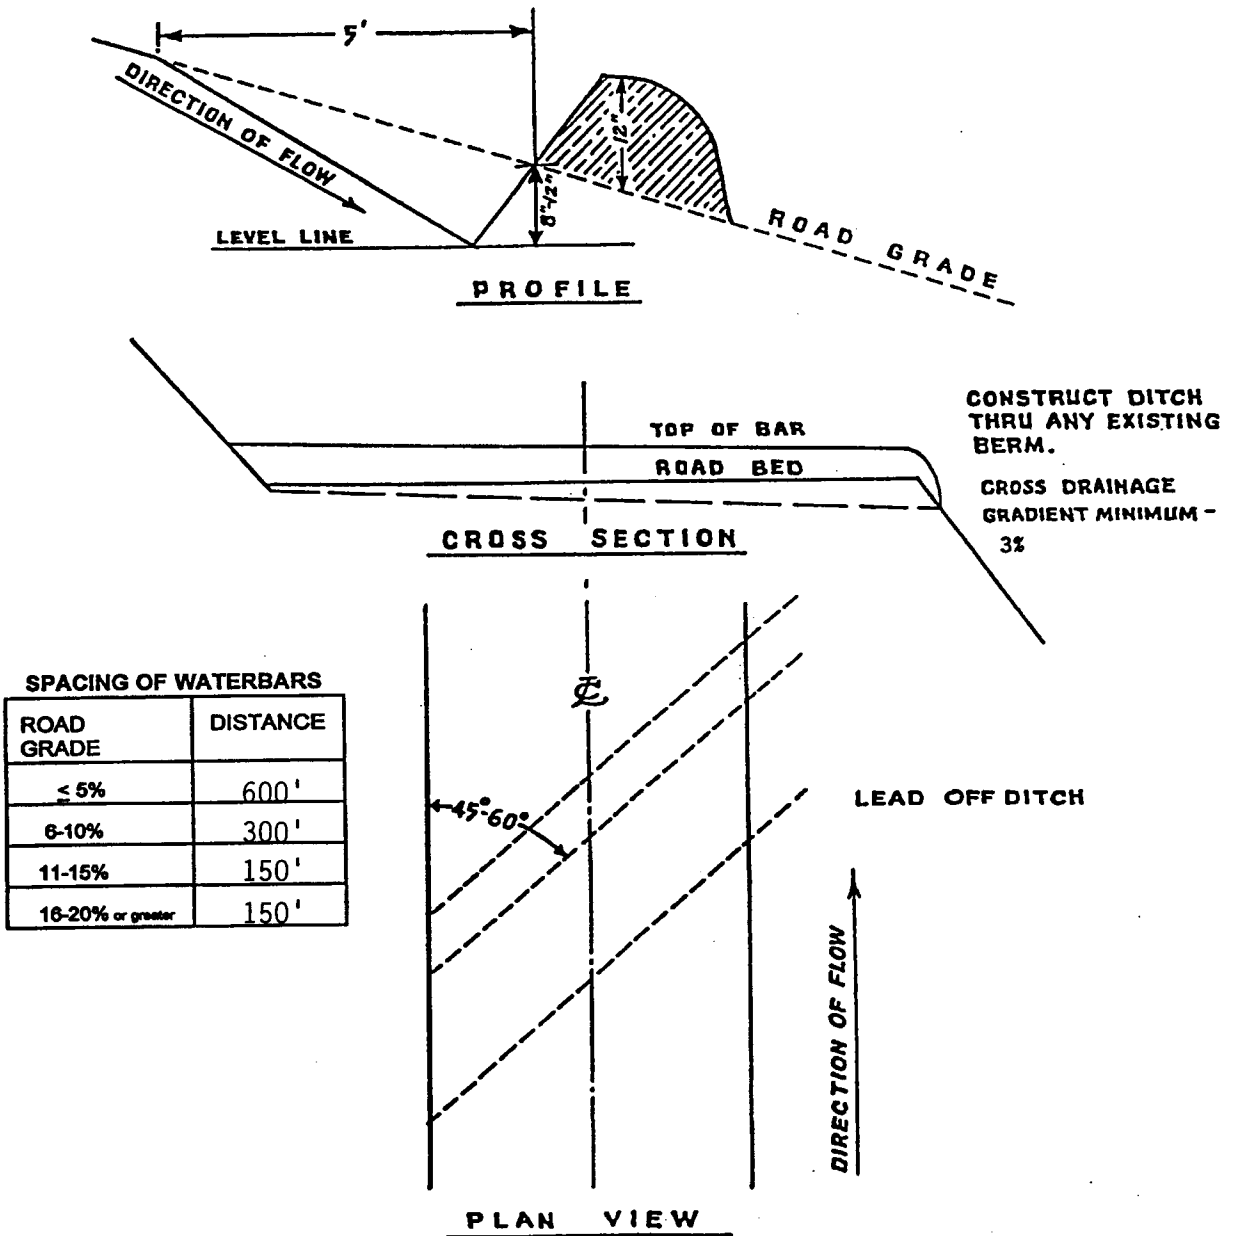 5'
DIRECTION OF FLOW
12"
8"-12"
LEVEL LINE
ROAD GRADE
PROFILE
TOP OF BAR
ROAD BED
CROSS SECTION
CONSTRUCT DITCH
THRU ANY EXISTING
BERM.
CROSS DRAINAGE
GRADIENT MINIMUM -
3%
SPACING OF WATERBARS
ROAD GRADE DISTANCE
≤ 5% 600'
6-10% 300'
11-15% 150'
16-20% or greater 150'
℄
45°-60°
LEAD OFF DITCH
DIRECTION OF FLOW
PLAN VIEW